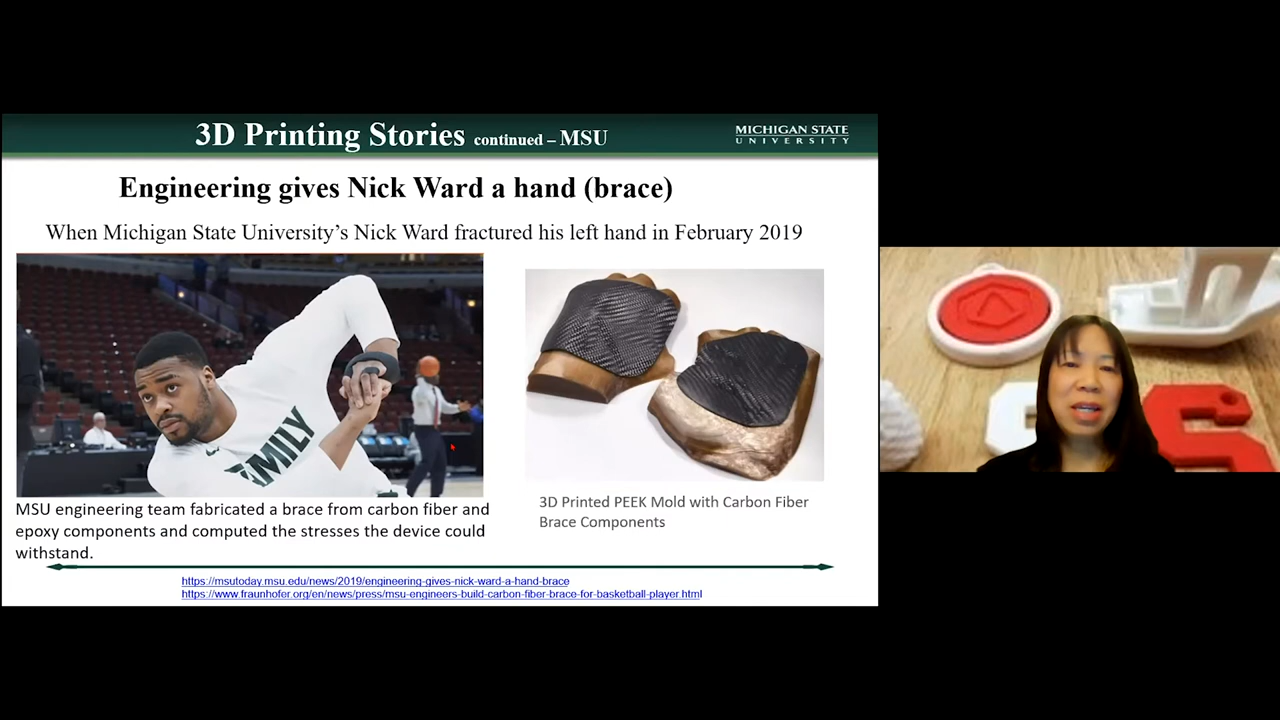 3D Printing Stories continued – MSU
MICHIGAN STATE
UNIVERSITY
Engineering gives Nick Ward a hand (brace)
When Michigan State University’s Nick Ward fractured his left hand in February 2019
MSU engineering team fabricated a brace from carbon fiber and
epoxy components and computed the stresses the device could
withstand.
3D Printed PEEK Mold with Carbon Fiber
Brace Components
https://msutoday.msu.edu/news/2019/engineering-gives-nick-ward-a-hand-brace
https://www.fraunhofer.org/en/news/press/msu-engineers-build-carbon-fiber-brace-for-basketball-player.html